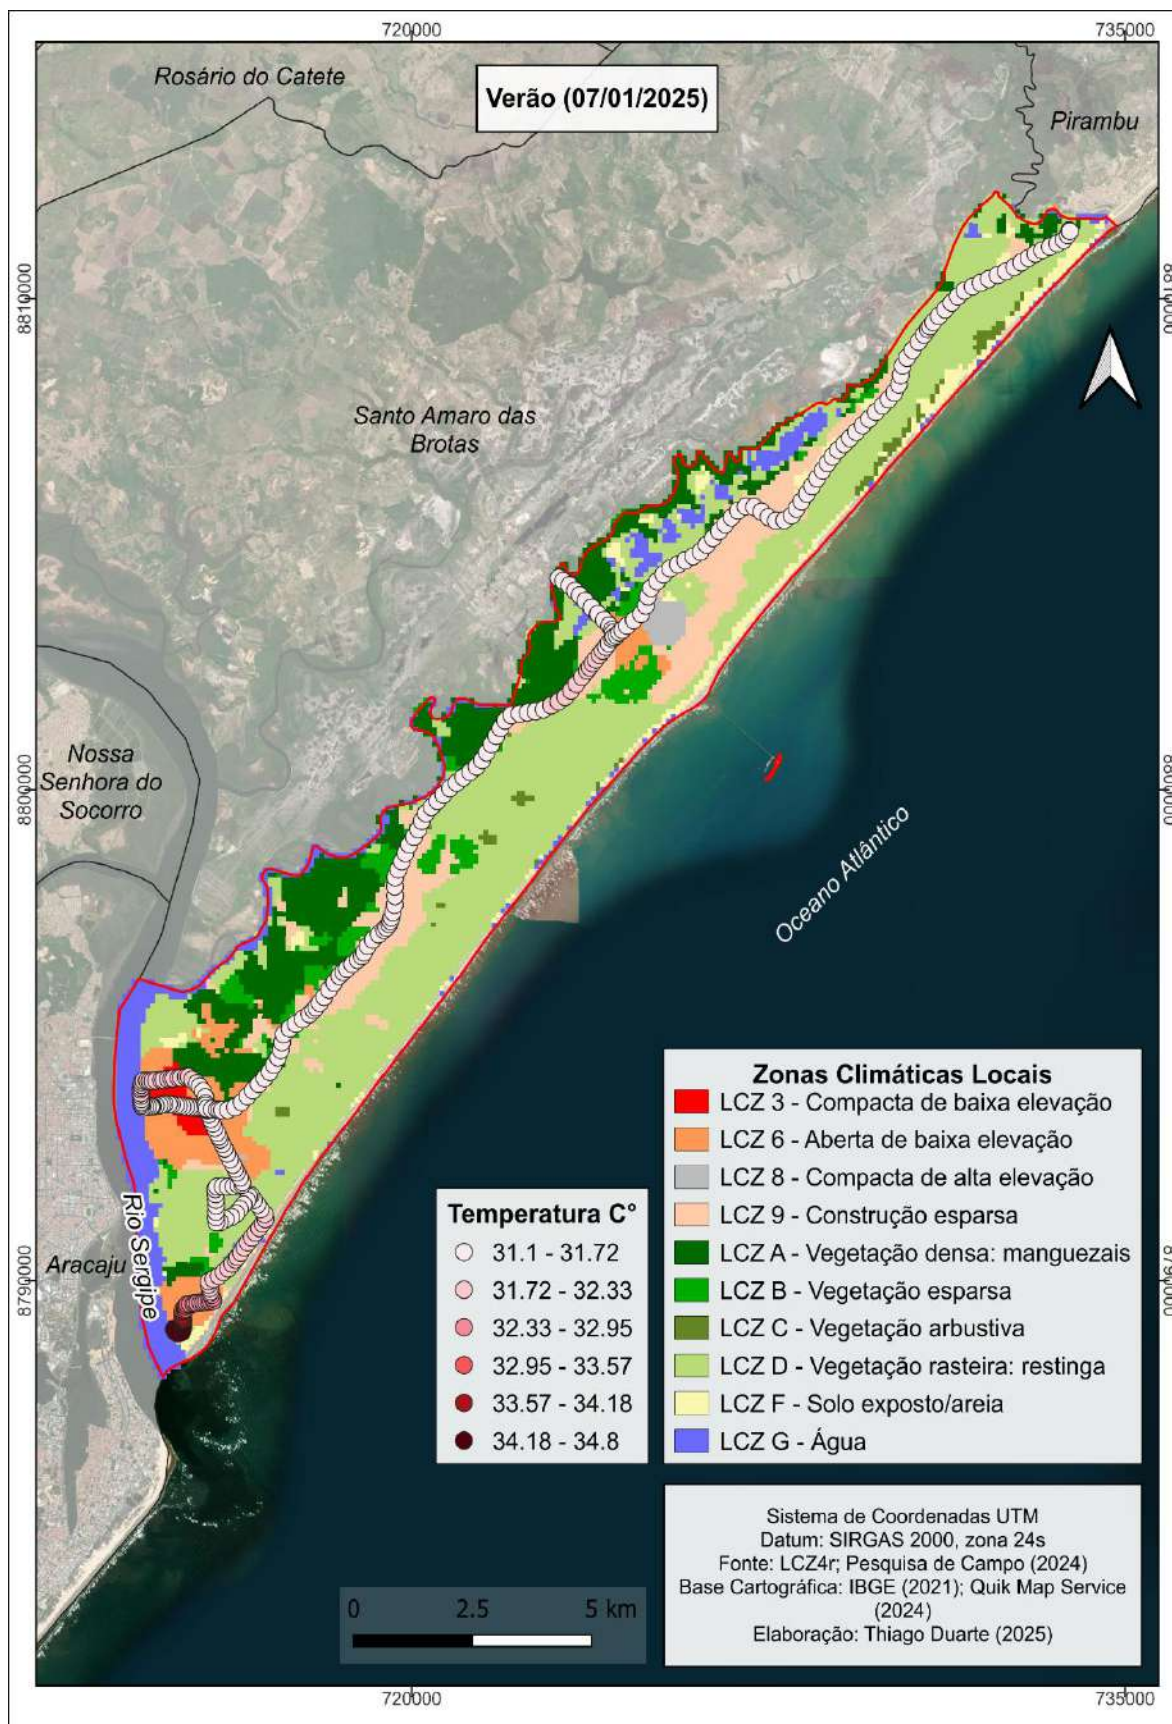 720000
735000
Rosário do Catete
Verão (07/01/2025)
Pirambu
8810000
Santo Amaro das
Brotas
Nossa
Senhora do
Socorro
8800000
8800000
Oceano Atlântico
Rio Sergipe
Aracaju
8790000
Zonas Climáticas Locais
LCZ 3 - Compacta de baixa elevação
LCZ 6 - Aberta de baixa elevação
LCZ 8 - Compacta de alta elevação
LCZ 9 - Construção esparsa
LCZ A - Vegetação densa: manguezais
LCZ B - Vegetação esparsa
LCZ C - Vegetação arbustiva
LCZ D - Vegetação rasteira: restinga
LCZ F - Solo exposto/areia
LCZ G - Água
Temperatura C°
31.1 - 31.72
31.72 - 32.33
32.33 - 32.95
32.95 - 33.57
33.57 - 34.18
34.18 - 34.8
Sistema de Coordenadas UTM
Datum: SIRGAS 2000, zona 24s
Fonte: LCZ4r; Pesquisa de Campo (2024)
Base Cartográfica: IBGE (2021); Quik Map Service
(2024)
Elaboração: Thiago Duarte (2025)
0 2.5 5 km
720000
735000